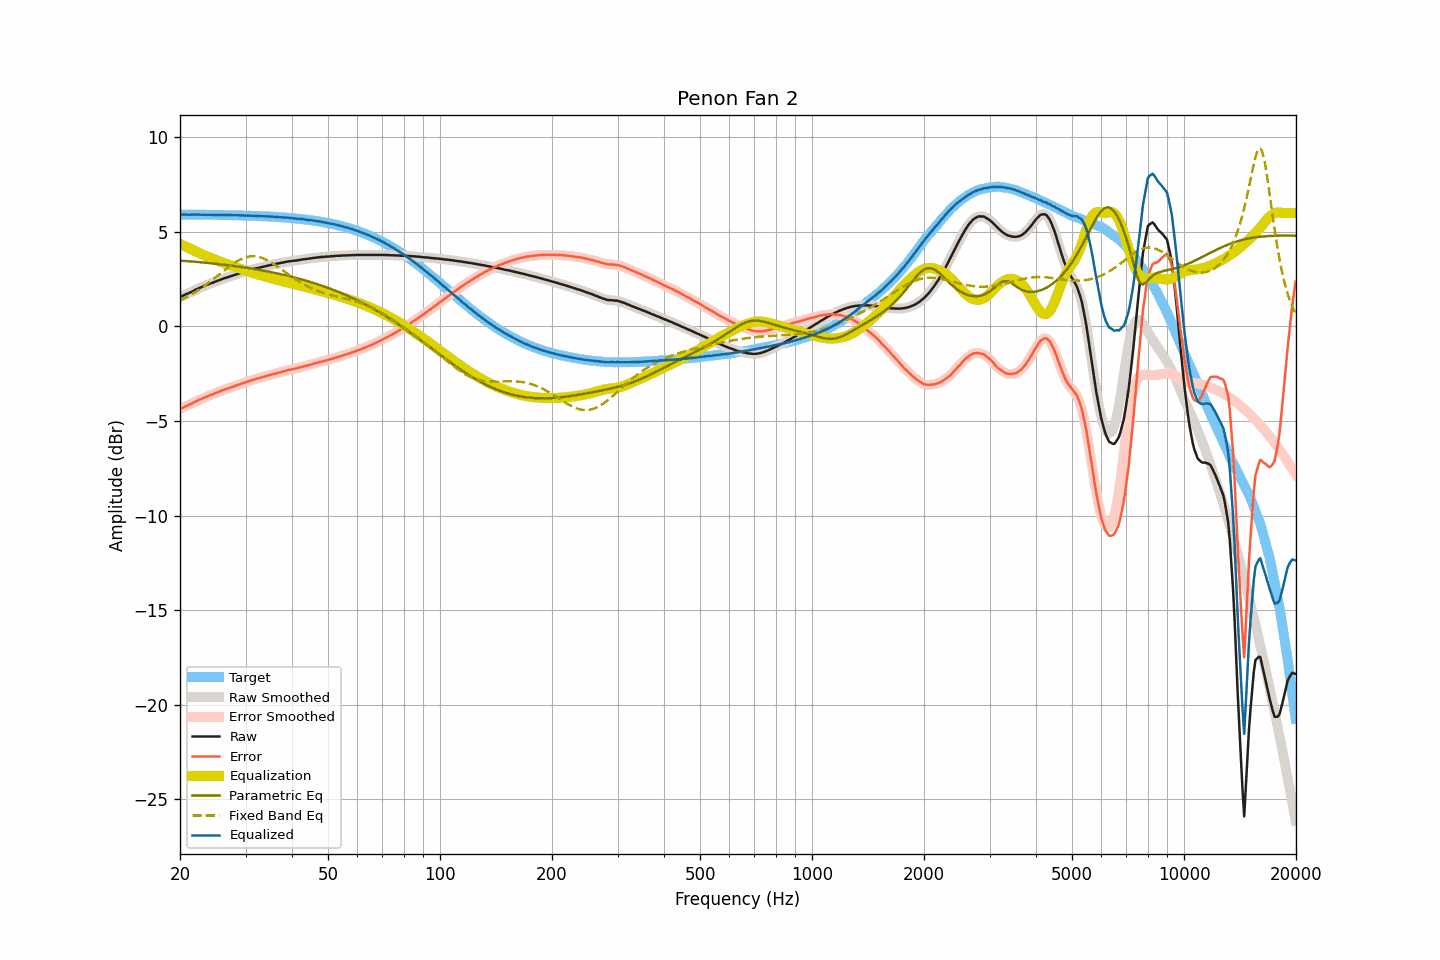 Penon Fan 2
10
5
0
−5
−10
−15
−20
−25
Amplitude (dBr)
Target
Raw Smoothed
Error Smoothed
Raw
Error
Equalization
Parametric Eq
Fixed Band Eq
Equalized
20 50 100 200 500 1000 2000 5000 10000 20000
Frequency (Hz)